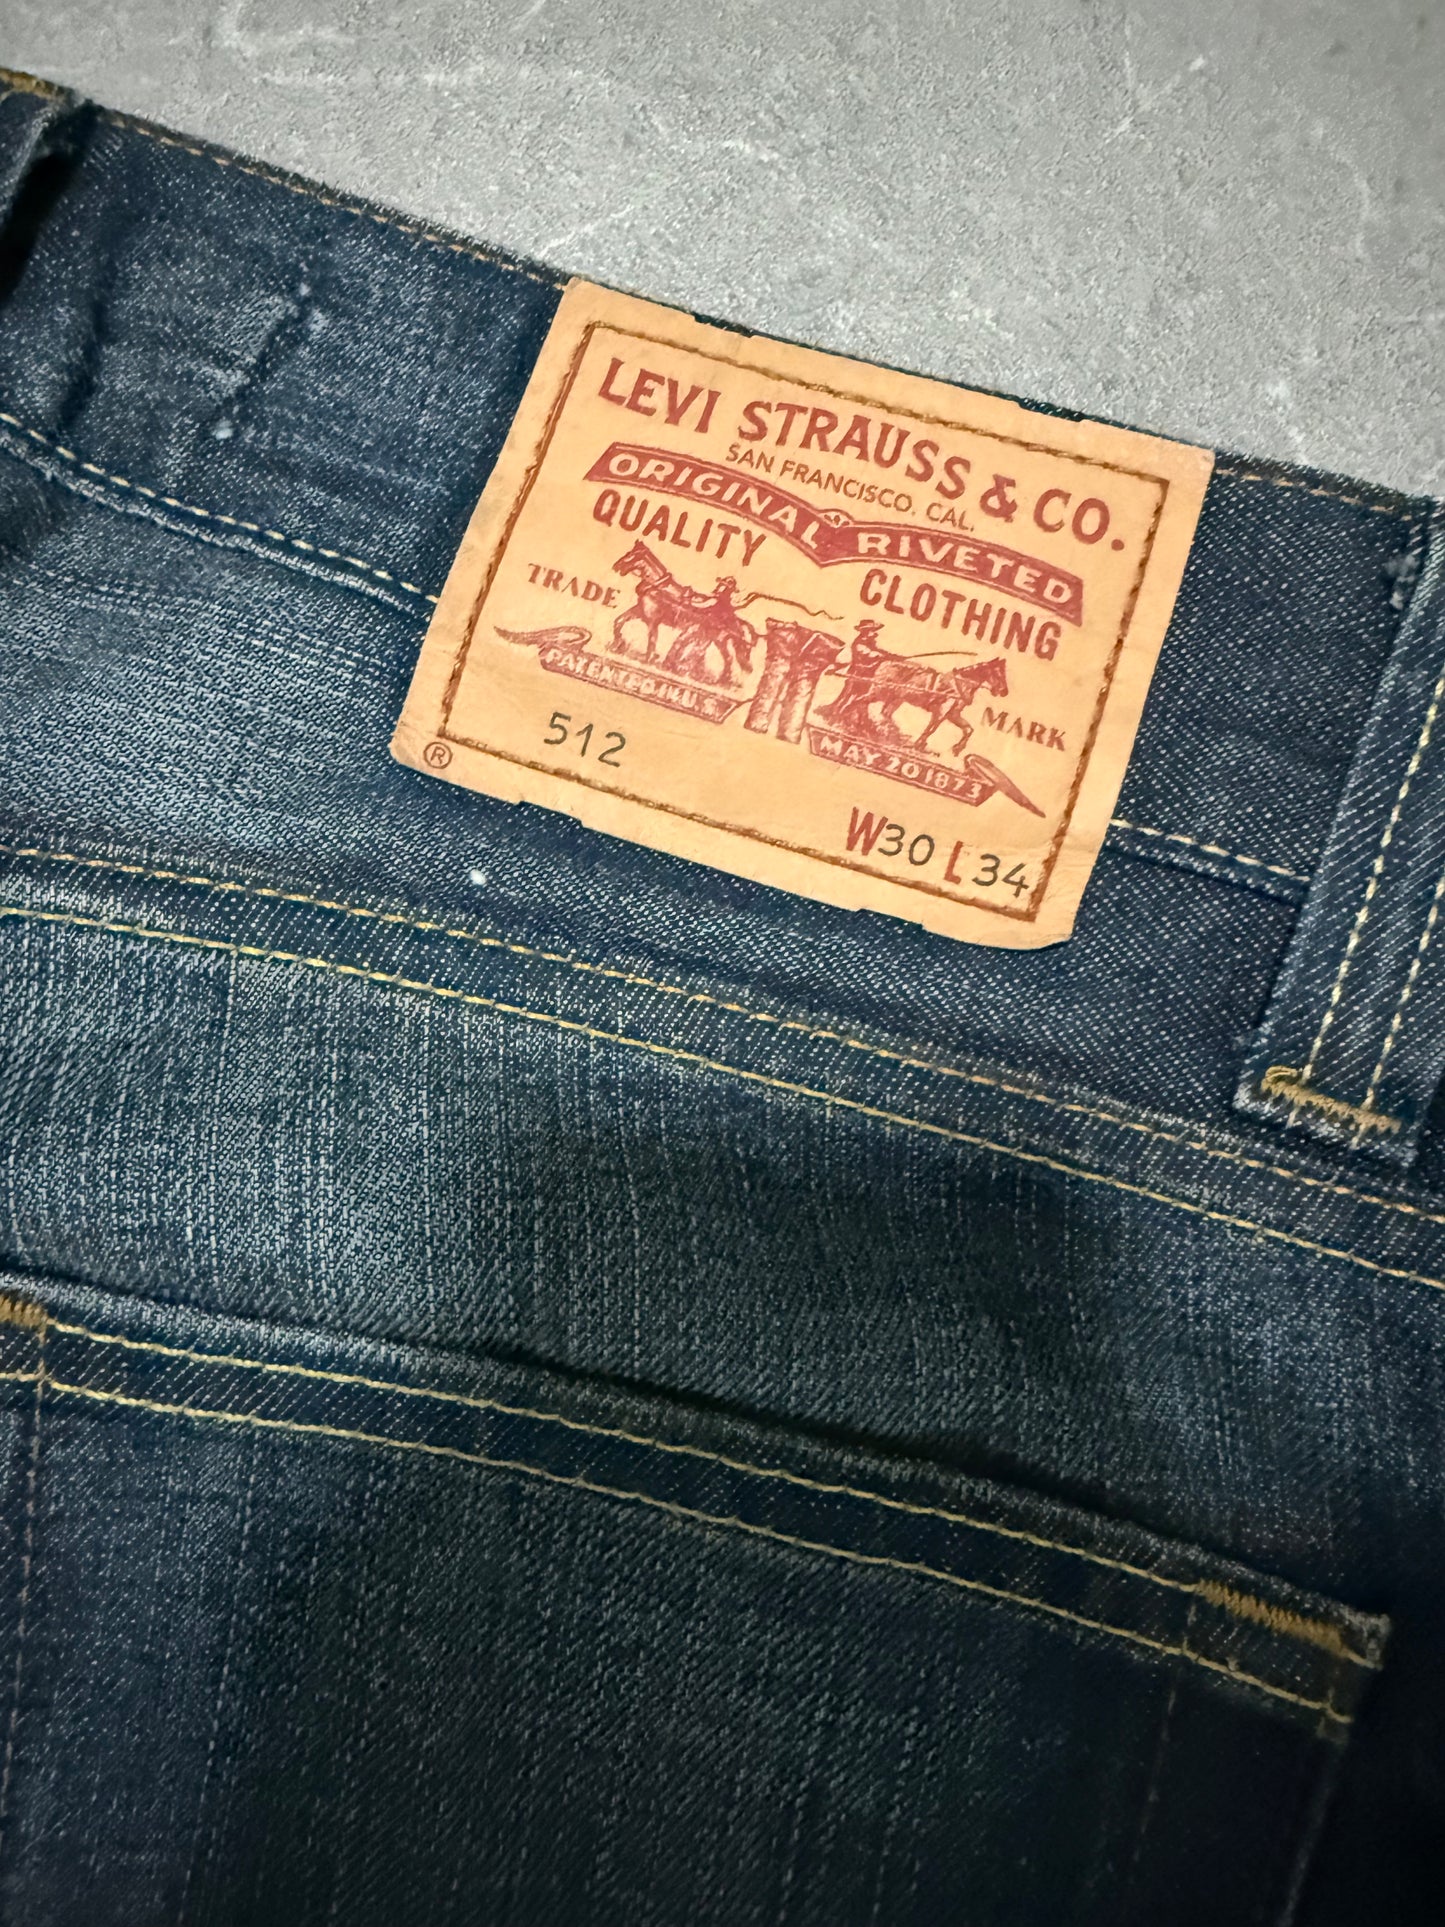 LEVI STRAUSS & CO.
SAN FRANCISCO. CAL.
ORIGINAL RIVETED
QUALITY CLOTHING
TRADE MARK
PATENTED IN U.S
MAY 20 1873
512
®
W30 L34